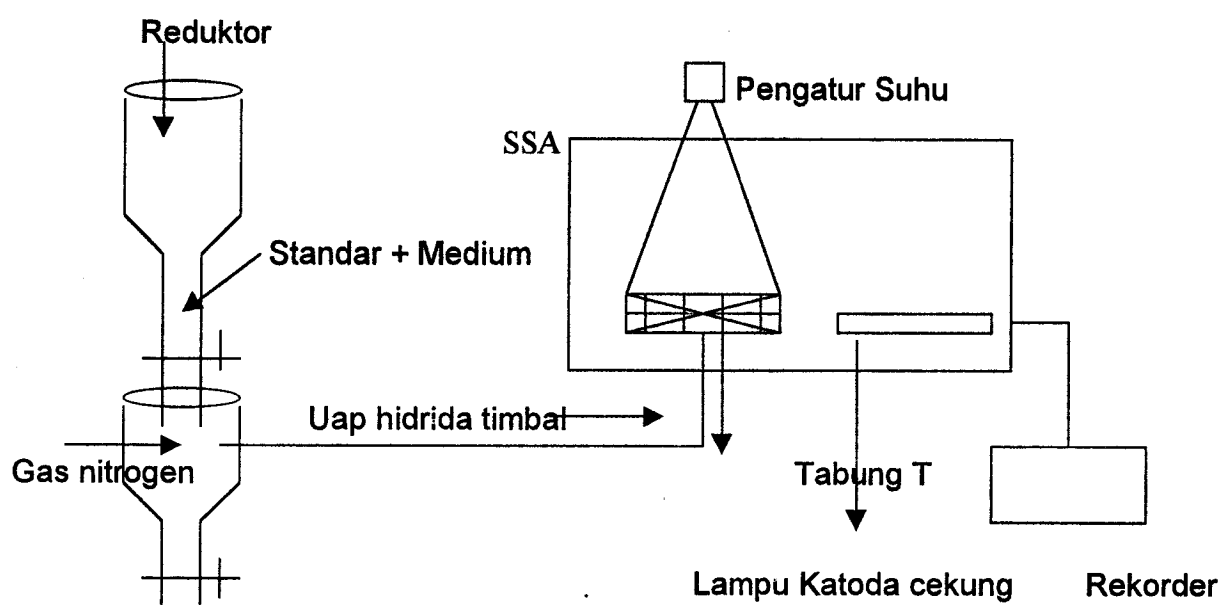 Reduktor
Pengatur Suhu
SSA
Standar + Medium
Uap hidrida timbal
Gas nitrogen
Tabung T
Lampu Katoda cekung
Rekorder